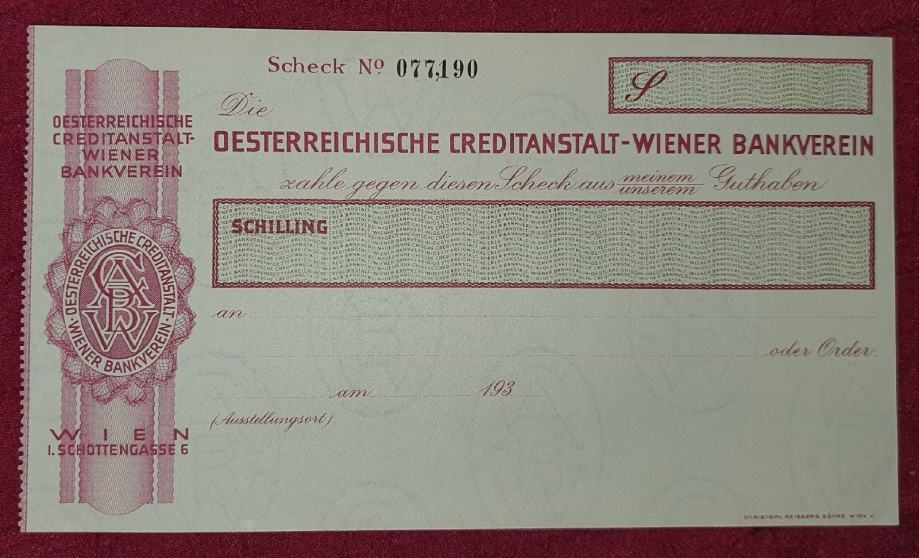 Scheck Nº 077,190
S
Die
OESTERREICHISCHE CREDITANSTALT-WIENER BANKVEREIN
zahle gegen diesen Scheck aus meinem
unserem Guthaben
SCHILLING
an
oder Order.
am 193
(Ausstellungsort)
OESTERREICHISCHE
CREDITANSTALT-
WIENER
BANKVEREIN
OESTERREICHISCHE CREDITANSTALT · WIENER BANKVEREIN ·
CABW
WIEN
I. SCHOTTENGASSE 6
CHRISTOPH REISSER'S SÖHNE, WIEN V.